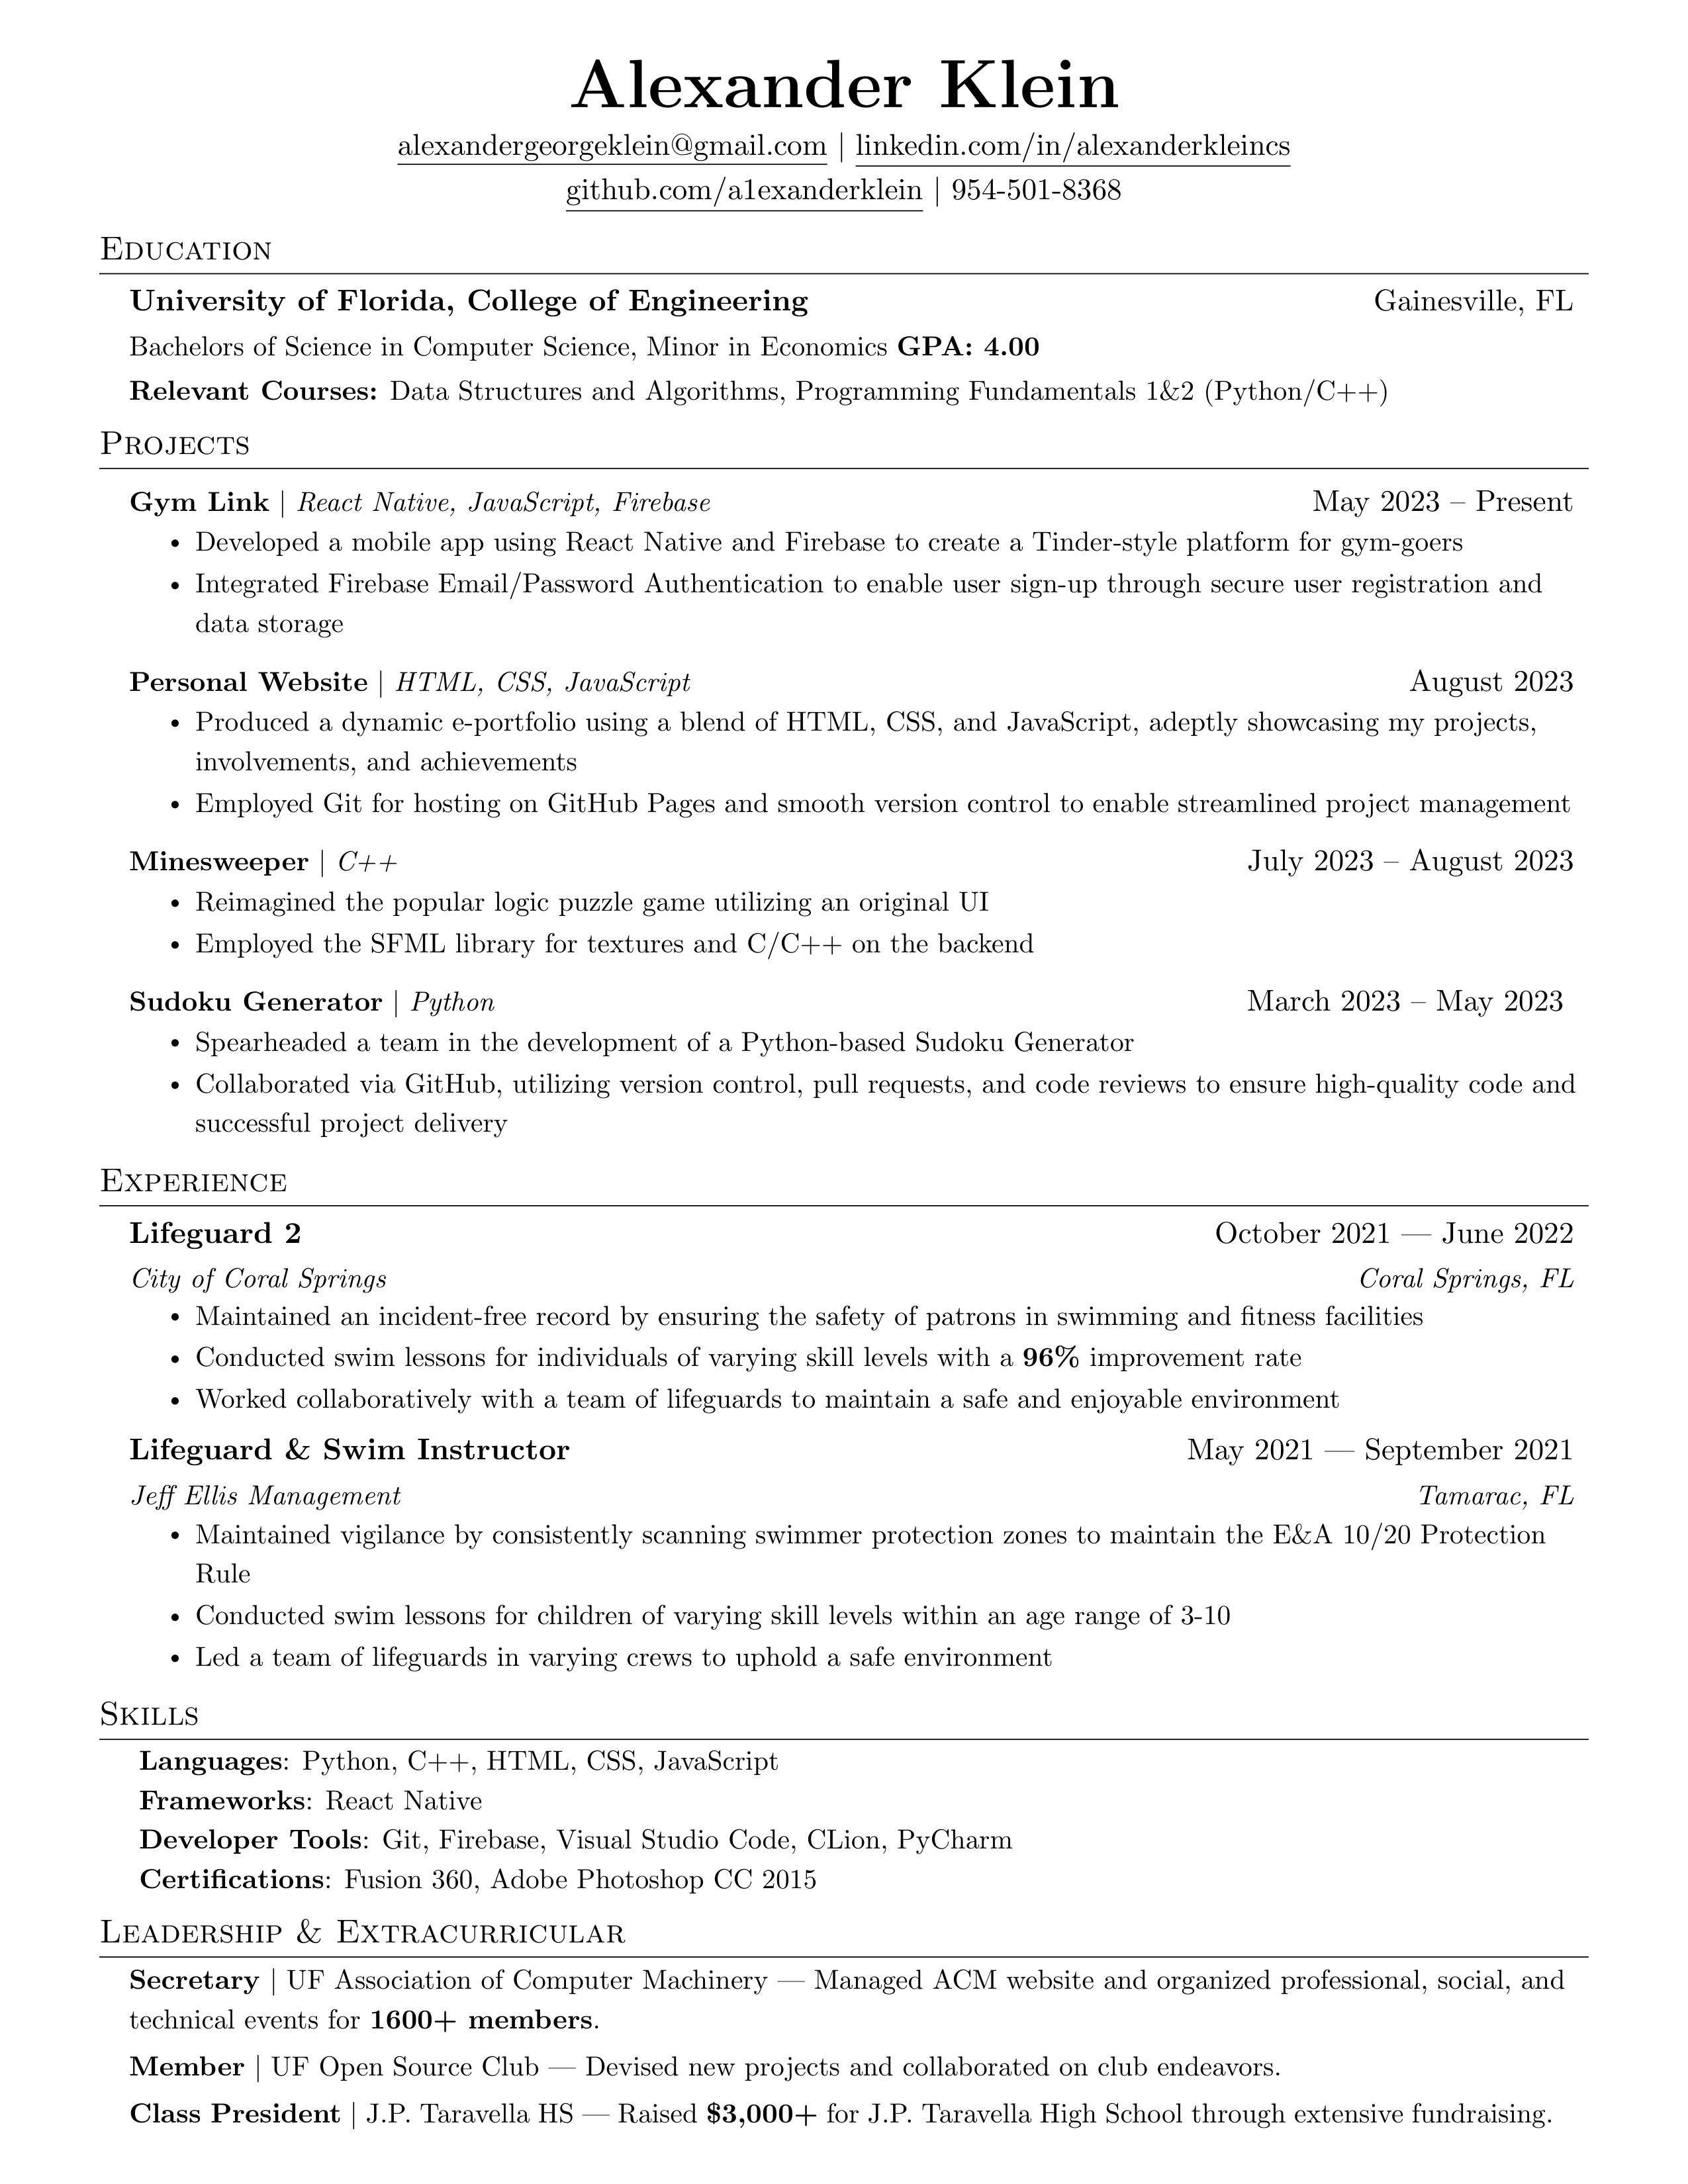 Alexander Klein
alexandergeorgeklein@gmail.com | linkedin.com/in/alexanderkleincs
github.com/a1exanderklein | 954-501-8368
Education
University of Florida, College of Engineering Gainesville, FL
Bachelors of Science in Computer Science, Minor in Economics GPA: 4.00
Relevant Courses: Data Structures and Algorithms, Programming Fundamentals 1&2 (Python/C++)
Projects
Gym Link | React Native, JavaScript, Firebase May 2023 – Present
• Developed a mobile app using React Native and Firebase to create a Tinder-style platform for gym-goers
• Integrated Firebase Email/Password Authentication to enable user sign-up through secure user registration and
data storage
Personal Website | HTML, CSS, JavaScript August 2023
• Produced a dynamic e-portfolio using a blend of HTML, CSS, and JavaScript, adeptly showcasing my projects,
involvements, and achievements
• Employed Git for hosting on GitHub Pages and smooth version control to enable streamlined project management
Minesweeper | C++ July 2023 – August 2023
• Reimagined the popular logic puzzle game utilizing an original UI
• Employed the SFML library for textures and C/C++ on the backend
Sudoku Generator | Python March 2023 – May 2023
• Spearheaded a team in the development of a Python-based Sudoku Generator
• Collaborated via GitHub, utilizing version control, pull requests, and code reviews to ensure high-quality code and
successful project delivery
Experience
Lifeguard 2 October 2021 — June 2022
City of Coral Springs Coral Springs, FL
• Maintained an incident-free record by ensuring the safety of patrons in swimming and fitness facilities
• Conducted swim lessons for individuals of varying skill levels with a 96% improvement rate
• Worked collaboratively with a team of lifeguards to maintain a safe and enjoyable environment
Lifeguard & Swim Instructor May 2021 — September 2021
Jeff Ellis Management Tamarac, FL
• Maintained vigilance by consistently scanning swimmer protection zones to maintain the E&A 10/20 Protection
Rule
• Conducted swim lessons for children of varying skill levels within an age range of 3-10
• Led a team of lifeguards in varying crews to uphold a safe environment
Skills
Languages: Python, C++, HTML, CSS, JavaScript
Frameworks: React Native
Developer Tools: Git, Firebase, Visual Studio Code, CLion, PyCharm
Certifications: Fusion 360, Adobe Photoshop CC 2015
Leadership & Extracurricular
Secretary | UF Association of Computer Machinery — Managed ACM website and organized professional, social, and
technical events for 1600+ members.
Member | UF Open Source Club — Devised new projects and collaborated on club endeavors.
Class President | J.P. Taravella HS — Raised $3,000+ for J.P. Taravella High School through extensive fundraising.